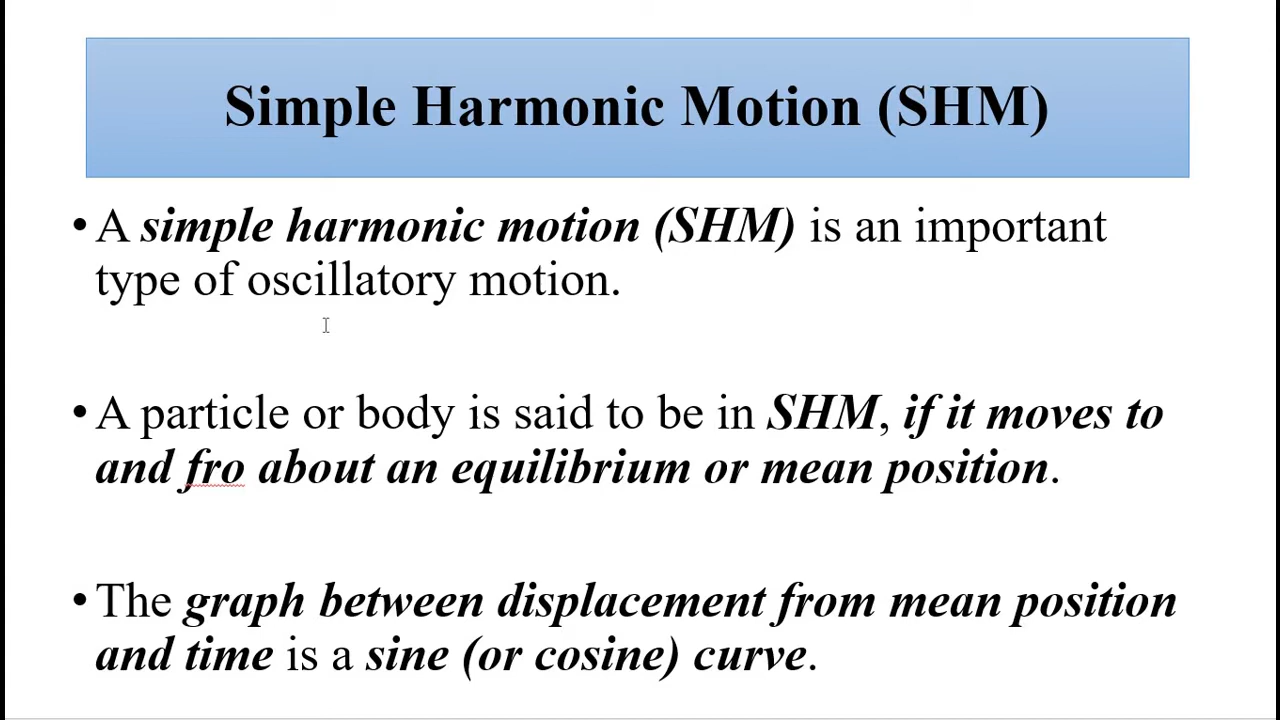 Simple Harmonic Motion (SHM)
• A simple harmonic motion (SHM) is an important
type of oscillatory motion.
• A particle or body is said to be in SHM, if it moves to
and fro about an equilibrium or mean position.
• The graph between displacement from mean position
and time is a sine (or cosine) curve.